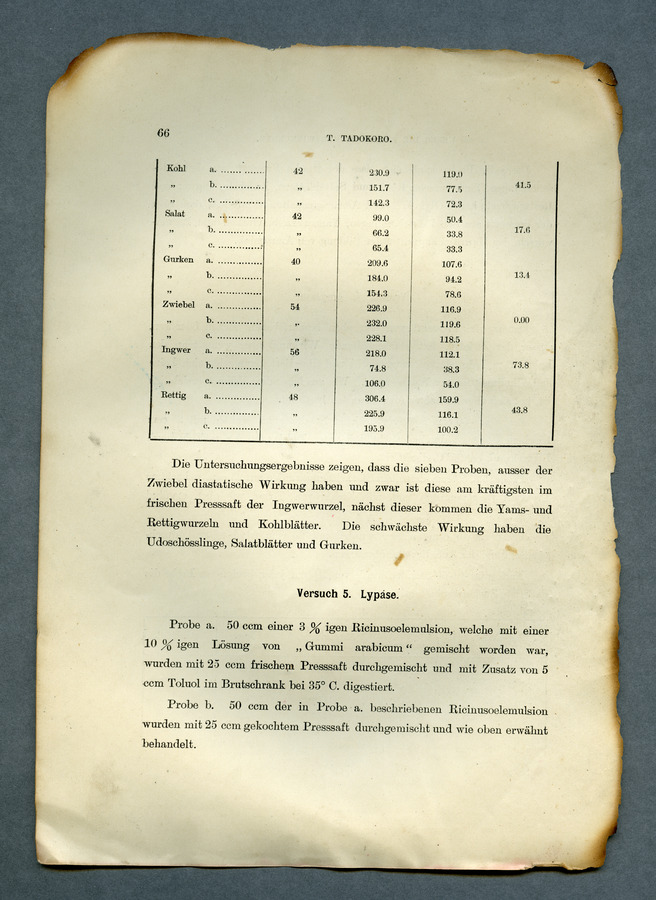 66
T. TADOKORO.
Kohl a. ............ 42 230.9 119.9
„ b. ............ „ 151.7 77.5 41.5
„ c. ............ „ 142.3 72.3
Salat a. ............ 42 99.0 50.4
„ b. ............ „ 66.2 33.8 17.6
„ c. ............ „ 65.4 33.3
Gurken a. ............ 40 209.6 107.6
„ b. ............ „ 184.0 94.2 13.4
„ c. ............ „ 154.3 78.6
Zwiebel a. ............ 54 226.9 116.9
„ b. ............ „ 232.0 119.6 0.00
„ c. ............ „ 228.1 118.5
Ingwer a. ............ 56 218.0 112.1
„ b. ............ „ 74.8 38.3 73.8
„ c. ............ „ 106.0 54.0
Rettig a. ............ 48 306.4 159.9
„ b. ............ „ 225.9 116.1 43.8
„ c. ............ „ 195.9 100.2
Die Untersuchungsergebnisse zeigen, dass die sieben Proben, ausser der
Zwiebel diastatische Wirkung haben und zwar ist diese am kräftigsten im
frischen Presssaft der Ingwerwurzel, nächst dieser kommen die Yams- und
Rettigwurzeln und Kohlblätter. Die schwächste Wirkung haben die
Udoschösslinge, Salatblätter und Gurken.
Versuch 5. Lypase.
Probe a. 50 ccm einer 3 % igen Ricinusoelemulsion, welche mit einer
10 % igen Lösung von „Gummi arabicum“ gemischt worden war,
wurden mit 25 ccm frischem Presssaft durchgemischt und mit Zusatz von 5
ccm Toluol im Brutschrank bei 35° C. digestiert.
Probe b. 50 ccm der in Probe a. beschriebenen Ricinusoelemulsion
wurden mit 25 ccm gekochtem Presssaft durchgemischt und wie oben erwähnt
behandelt.